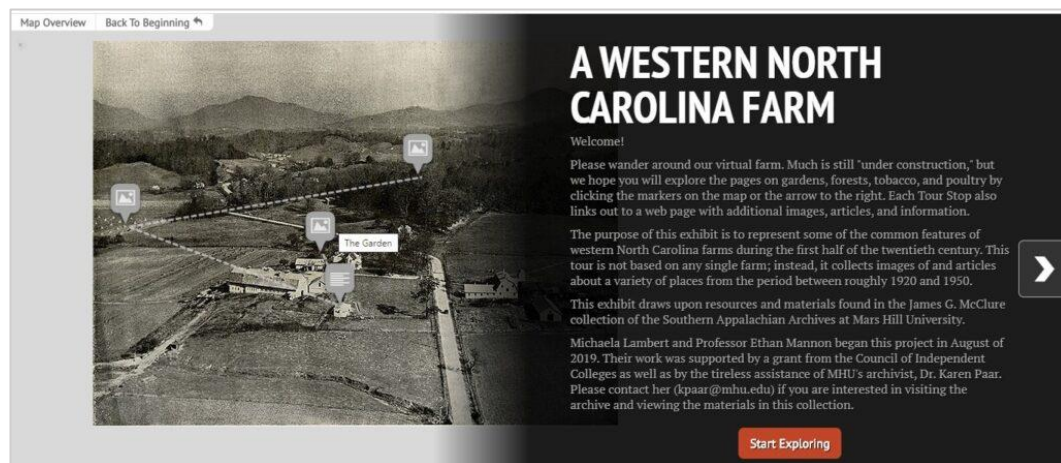 Map Overview Back To Beginning
A WESTERN NORTH
CAROLINA FARM
Welcome!
Please wander around our virtual farm. Much is still "under construction," but
we hope you will explore the pages on gardens, forests, tobacco, and poultry by
clicking the markers on the map or the arrow to the right. Each Tour Stop also
links out to a web page with additional images, articles, and information.
The purpose of this exhibit is to represent some of the common features of
western North Carolina farms during the first half of the twentieth century. This
tour is not based on any single farm; instead, it collects images of and articles
about a variety of places from the period between roughly 1920 and 1950.
This exhibit draws upon resources and materials found in the James G. McClure
collection of the Southern Appalachian Archives at Mars Hill University.
Michaela Lambert and Professor Ethan Mannon began this project in August of
2019. Their work was supported by a grant from the Council of Independent
Colleges as well as by the tireless assistance of MHU's archivist, Dr. Karen Paar.
Please contact her (kpaar@mhu.edu) if you are interested in visiting the
archive and viewing the materials in this collection.
Start Exploring
The Garden